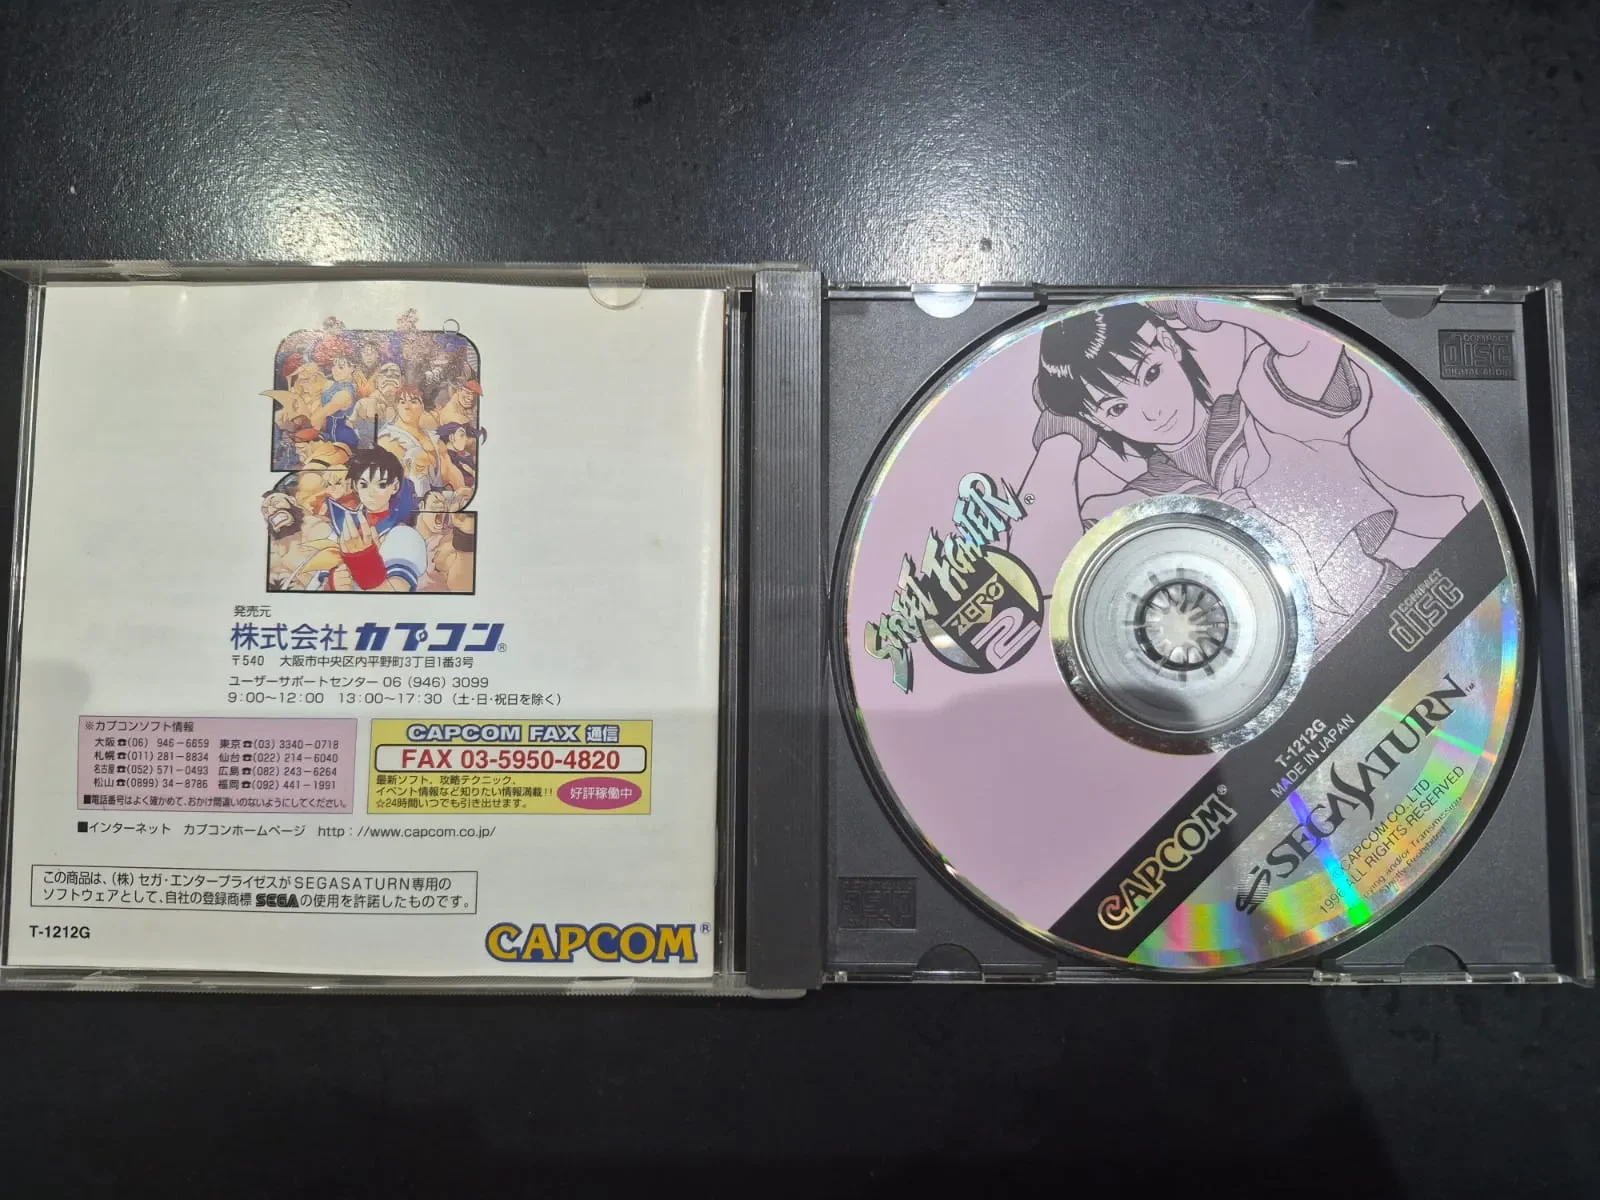 発売元
株式会社カプコン®
〒540 大阪市中央区内平野町3丁目1番3号
ユーザーサポートセンター 06 (946) 3099
9:00～12:00 13:00～17:30 (土・日・祝日を除く)
※カプコンソフト情報
大阪☎(06) 946-6659 東京☎(03) 3340-0718
札幌☎(011) 281-8834 仙台☎(022) 214-6040
名古屋☎(052) 571-0493 広島☎(082) 243-6264
松山☎(0899) 34-8786 福岡☎(092) 441-1991
■電話番号はよく確かめて、おかけ間違いのないようにしてください。
CAPCOM FAX 通信
FAX 03-5950-4820
最新ソフト、攻略テクニック、
イベント情報など知りたい情報満載!!
☆24時間いつでも引き出せます。
好評稼働中
■インターネット カプコンホームページ http://www.capcom.co.jp/
この商品は、(株)セガ・エンタープライゼスがSEGASATURN専用の
ソフトウェアとして、自社の登録商標SEGAの使用を許諾したものです。
T-1212G
CAPCOM®
STREET FIGHTER®
ZERO
2
COMPACT
disc
T-1212G
MADE IN JAPAN
CAPCOM®
SEGASATURN™
©CAPCOM CO.,LTD
1996 ALL RIGHTS RESERVED
COMPACT
disc
DIGITAL AUDIO